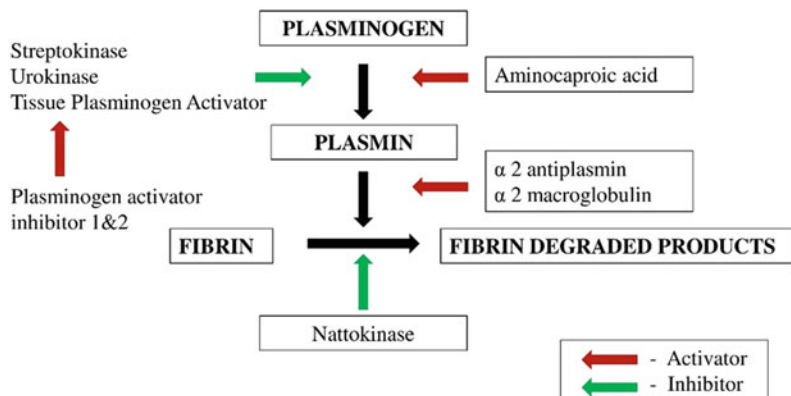 PLASMINOGEN
Streptokinase
Urokinase
Tissue Plasminogen Activator
Aminocaproic acid
PLASMIN
α 2 antiplasmin
α 2 macroglobulin
Plasminogen activator
inhibitor 1&2
FIBRIN
FIBRIN DEGRADED PRODUCTS
Nattokinase
- Activator
- Inhibitor